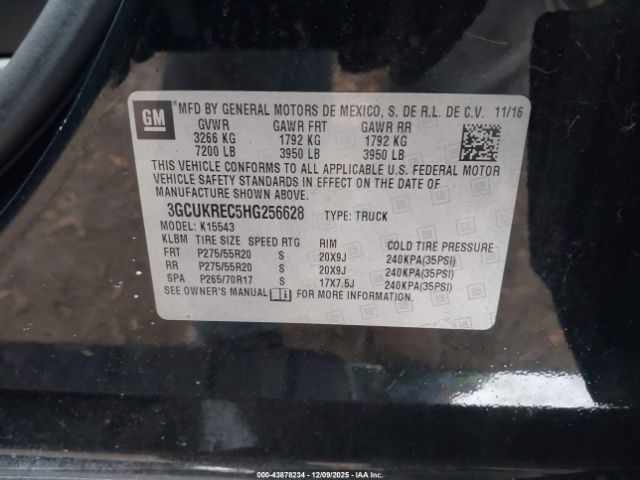 GM
MFD BY GENERAL MOTORS DE MEXICO, S. DE R.L. DE C.V. 11/16
GVWR GAWR FRT GAWR RR
3266 KG 1792 KG 1792 KG
7200 LB 3950 LB 3950 LB
THIS VEHICLE CONFORMS TO ALL APPLICABLE U.S. FEDERAL MOTOR
VEHICLE SAFETY STANDARDS IN EFFECT ON THE DATE OF
MANUFACTURE SHOWN ABOVE.
3GCUKREC5HG256628 TYPE: TRUCK
MODEL: K15543
KLBM TIRE SIZE SPEED RTG RIM COLD TIRE PRESSURE
FRT P275/55R20 S 20X9J 240KPA(35PSI)
RR P275/55R20 S 20X9J 240KPA(35PSI)
SPA P265/70R17 S 17X7.5J 240KPA(35PSI)
SEE OWNER'S MANUAL FOR MORE INFORMATION.
Stock #: 43878234 — 12/09/2025 — IAAI.com